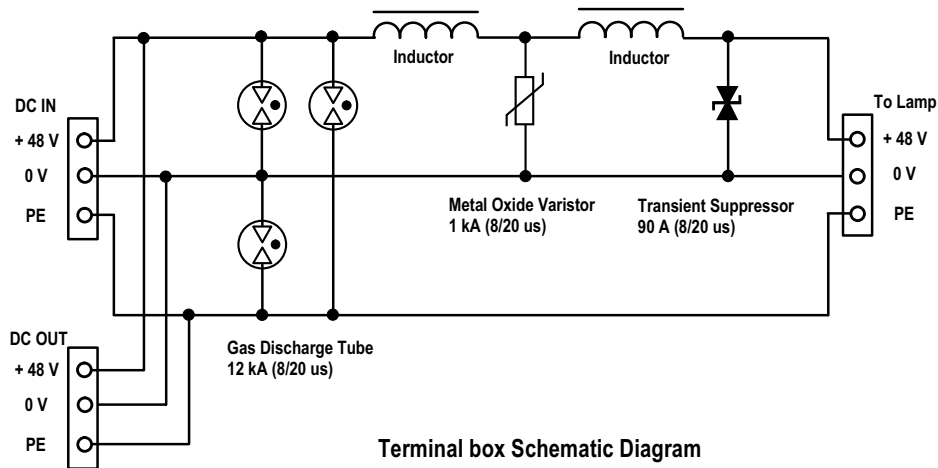 Inductor
Inductor
DC IN
+ 48 V
0 V
PE
To Lamp
+ 48 V
0 V
PE
Metal Oxide Varistor
1 kA (8/20 us)
Transient Suppressor
90 A (8/20 us)
DC OUT
+ 48 V
0 V
PE
Gas Discharge Tube
12 kA (8/20 us)
Terminal box Schematic Diagram